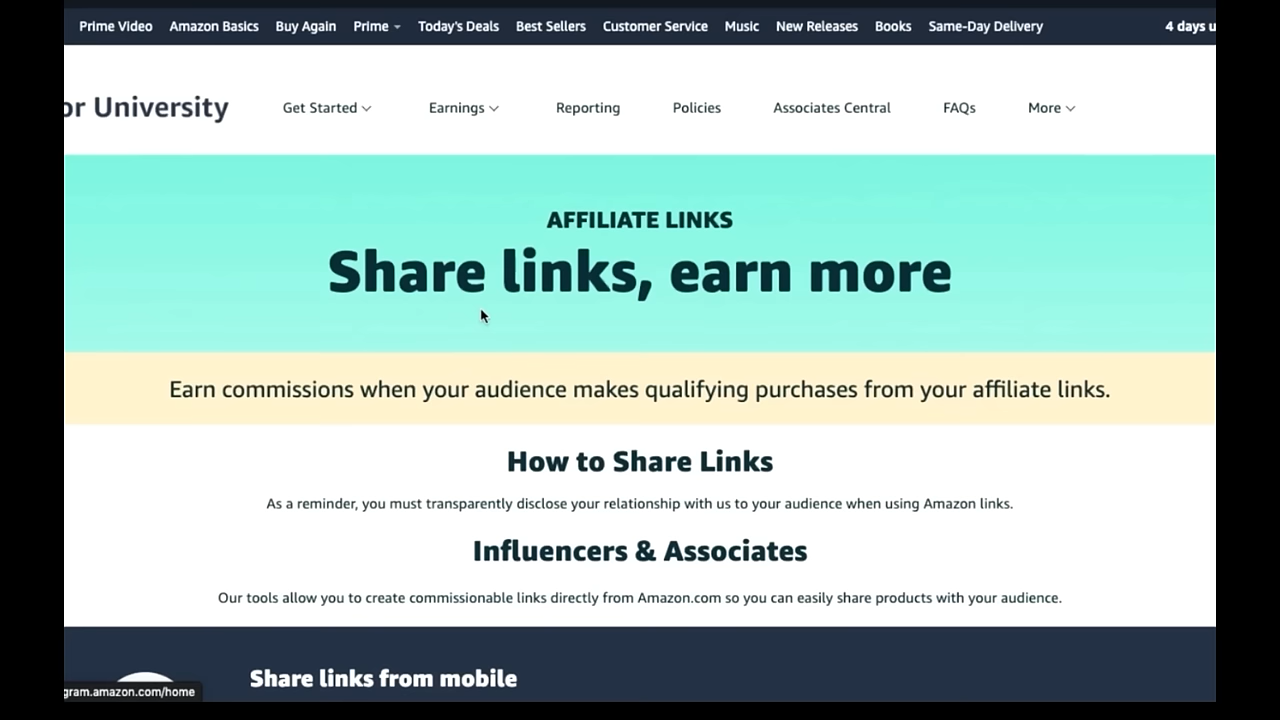 Prime Video Amazon Basics Buy Again Prime Today's Deals Best Sellers Customer Service Music New Releases Books Same-Day Delivery 4 days u
or University Get Started Earnings Reporting Policies Associates Central FAQs More
AFFILIATE LINKS
Share links, earn more
Earn commissions when your audience makes qualifying purchases from your affiliate links.
How to Share Links
As a reminder, you must transparently disclose your relationship with us to your audience when using Amazon links.
Influencers & Associates
Our tools allow you to create commissionable links directly from Amazon.com so you can easily share products with your audience.
Share links from mobile
gram.amazon.com/home